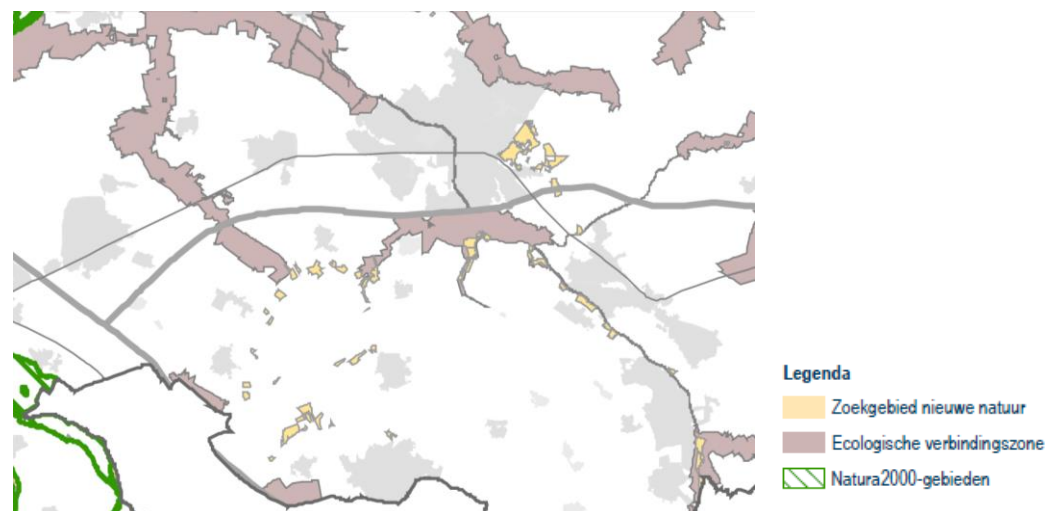 Legenda
Zoekgebied nieuwe natuur
Ecologische verbindingszone
Natura2000-gebieden